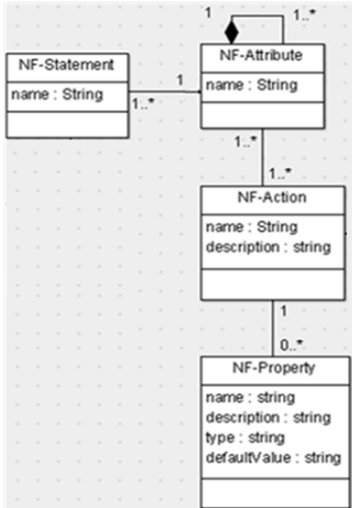 1
1..*
NF-Statement
name : String
NF-Attribute
name : String
1
1..*
1..*
1..*
NF-Action
name : String
description : string
1
0..*
NF-Property
name : string
description : string
type : string
defaultValue : string